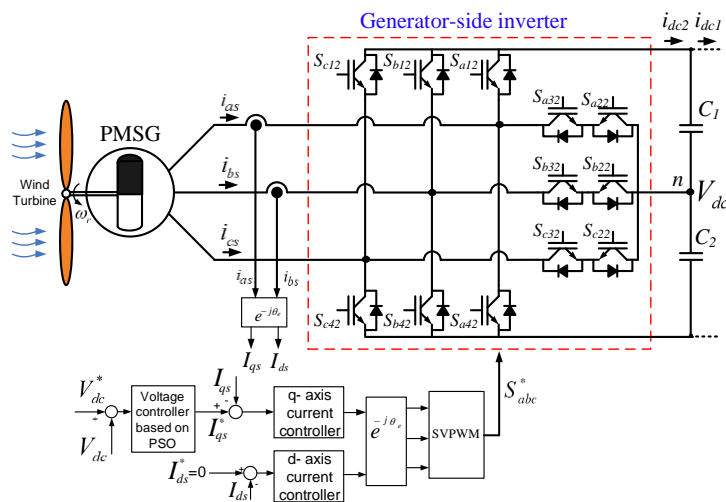 Generator-side inverter
i_dc2 i_dc1
S_c12 S_b12 S_a12
S_a32 S_a22
C_1
i_as
PMSG
S_b32 S_b22
i_bs
n V_dc
Wind
Turbine
ω_r
S_c32 S_c22
C_2
i_cs
i_as i_bs
S_c42 S_b42 S_a42
e^{-jθ_e}
I_qs I_ds
I_qs
S^*_abc
V^*_dc
+
Voltage
controller
based on
PSO
+ -
I^*_qs
q- axis
current
controller
e^{-jθ_e}
SVPWM
V_dc
-
I^*_ds=0
+
-
I_ds
d- axis
current
controller